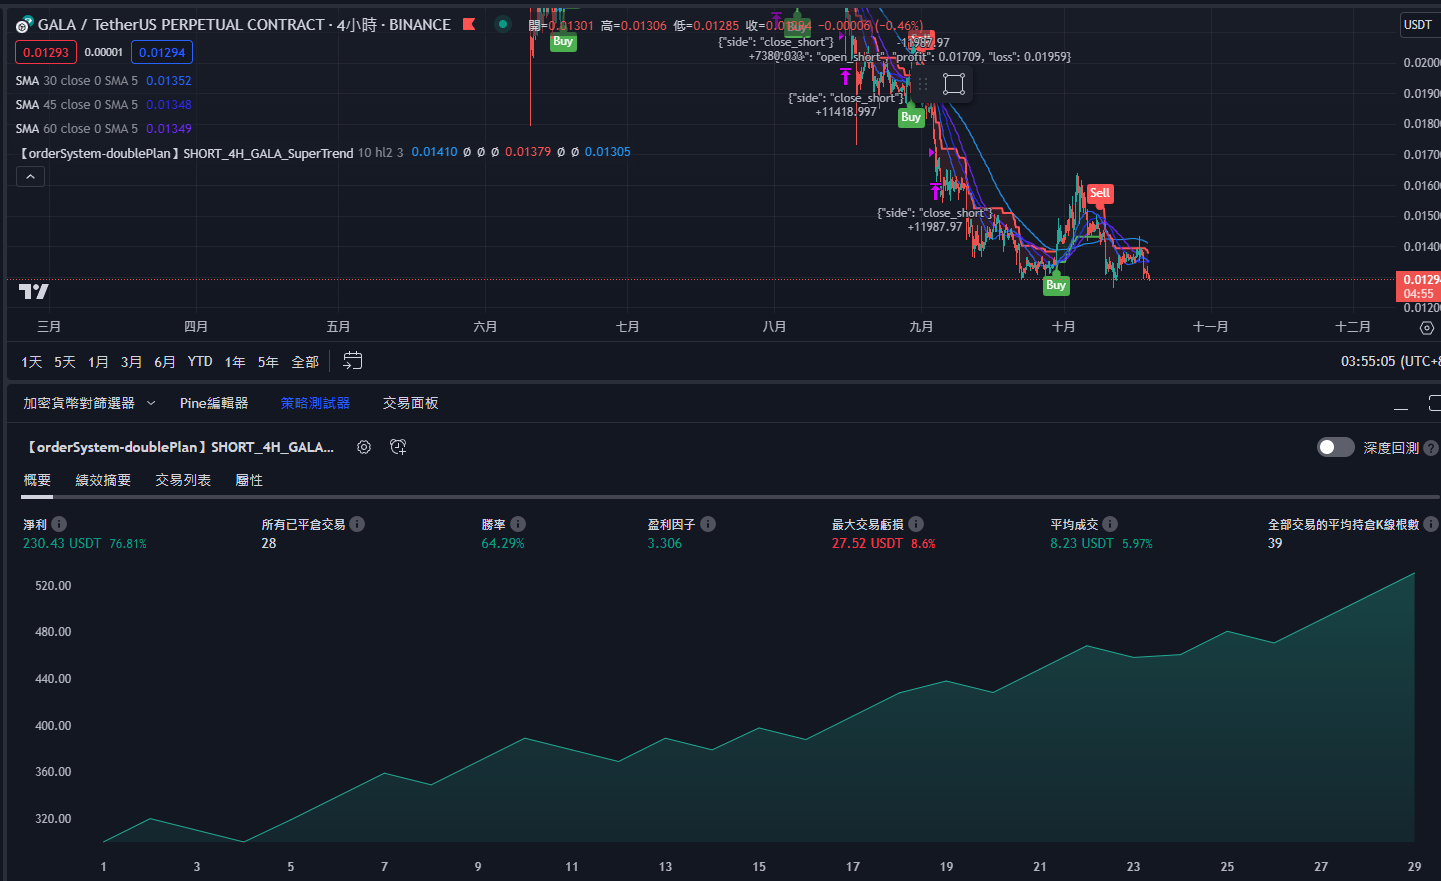 GALA / TetherUS PERPETUAL CONTRACT · 4小時 · BINANCE 開=0.01301 高=0.01306 低=0.01285 收=0.01294 −0.00006 (−0.46%)
USDT
0.01293 0.00001 0.01294
SMA 30 close 0 SMA 5 0.01352
SMA 45 close 0 SMA 5 0.01348
SMA 60 close 0 SMA 5 0.01349
【orderSystem-doublePlan】SHORT_4H_GALA_SuperTrend 10 hl2 3 0.01410 Ø Ø Ø 0.01379 Ø Ø 0.01305
Buy
Buy
Sell
{"side": "close_short"}
-11987.97
+7380.033
"open_short", "profit": 0.01709, "loss": 0.01959}
{"side": "close_short"}
+11418.997
Buy
{"side": "close_short"}
+11987.97
Sell
Buy
0.0200
0.0190
0.0180
0.0170
0.0160
0.0150
0.0140
0.0129
04:55
0.0120
三月 四月 五月 六月 七月 八月 九月 十月 十一月 十二月
1天 5天 1月 3月 6月 YTD 1年 5年 全部
03:55:05 (UTC+8
加密貨幣對篩選器 Pine編輯器 策略測試器 交易面板
【orderSystem-doublePlan】SHORT_4H_GALA...
深度回測
概要 績效摘要 交易列表 屬性
淨利 所有已平倉交易 勝率 盈利因子 最大交易虧損 平均成交 全部交易的平均持倉K線根數
230.43 USDT 76.81% 28 64.29% 3.306 27.52 USDT 8.6% 8.23 USDT 5.97% 39
520.00
480.00
440.00
400.00
360.00
320.00
1 3 5 7 9 11 13 15 17 19 21 23 25 27 29